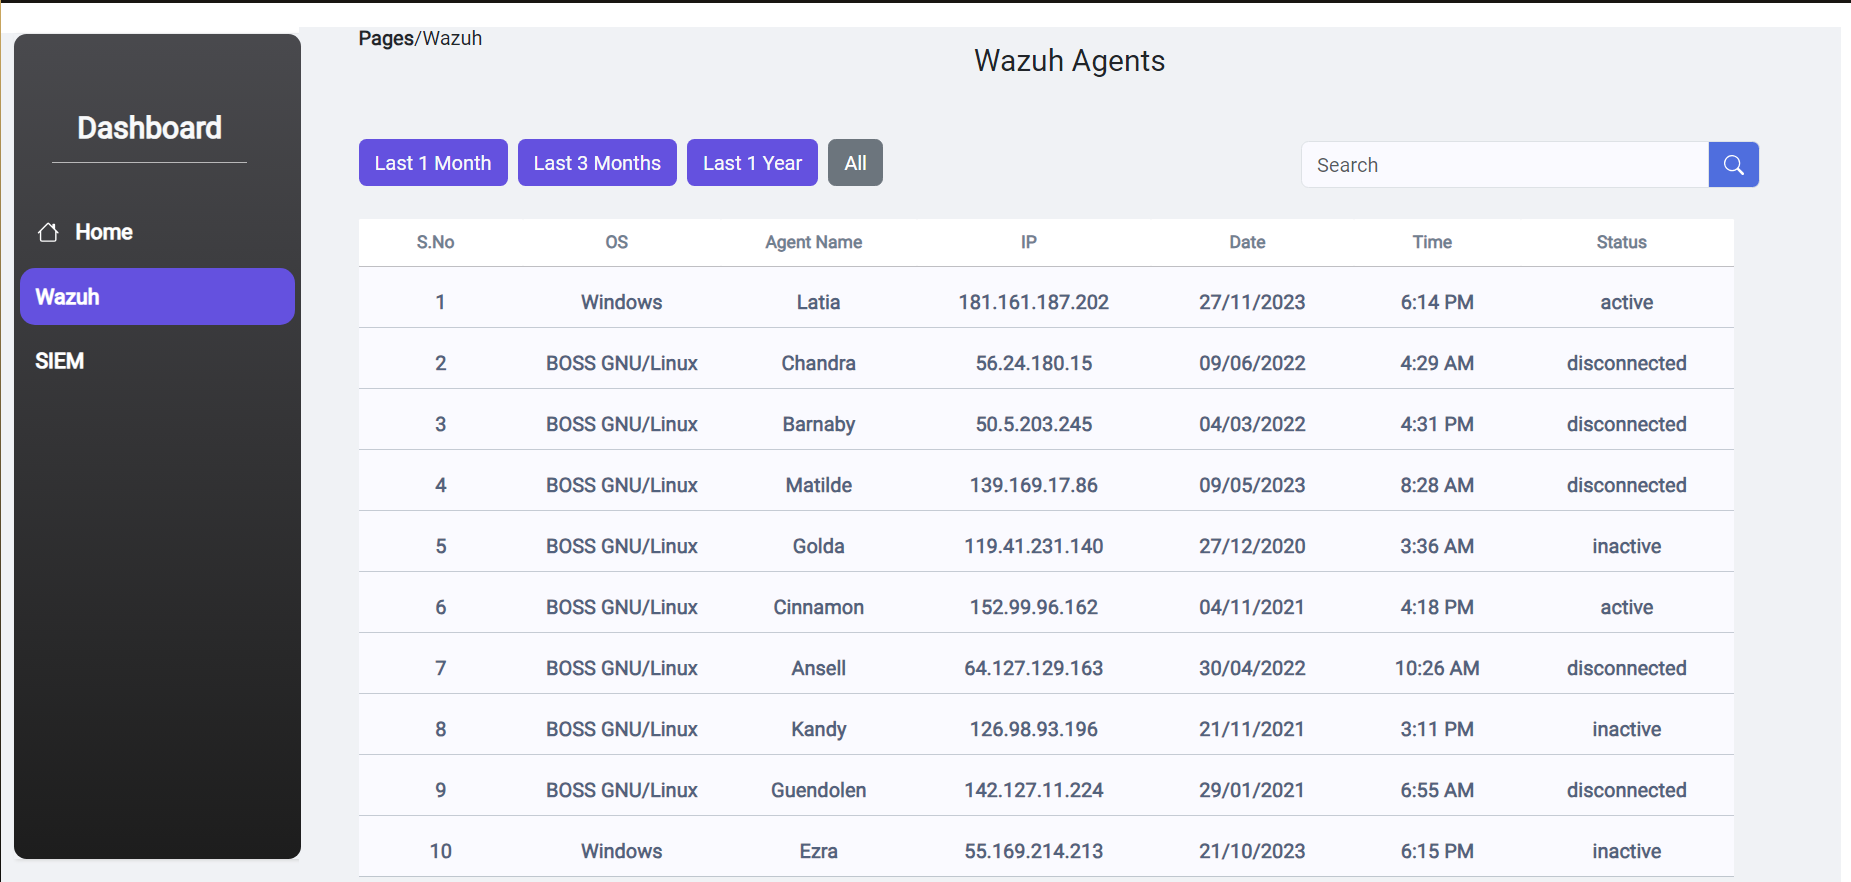 Pages/Wazuh
Wazuh Agents
Dashboard
Home
Wazuh
SIEM
Last 1 Month Last 3 Months Last 1 Year All Search
S.No OS Agent Name IP Date Time Status
1 Windows Latia 181.161.187.202 27/11/2023 6:14 PM active
2 BOSS GNU/Linux Chandra 56.24.180.15 09/06/2022 4:29 AM disconnected
3 BOSS GNU/Linux Barnaby 50.5.203.245 04/03/2022 4:31 PM disconnected
4 BOSS GNU/Linux Matilde 139.169.17.86 09/05/2023 8:28 AM disconnected
5 BOSS GNU/Linux Golda 119.41.231.140 27/12/2020 3:36 AM inactive
6 BOSS GNU/Linux Cinnamon 152.99.96.162 04/11/2021 4:18 PM active
7 BOSS GNU/Linux Ansell 64.127.129.163 30/04/2022 10:26 AM disconnected
8 BOSS GNU/Linux Kandy 126.98.93.196 21/11/2021 3:11 PM inactive
9 BOSS GNU/Linux Guendolen 142.127.11.224 29/01/2021 6:55 AM disconnected
10 Windows Ezra 55.169.214.213 21/10/2023 6:15 PM inactive